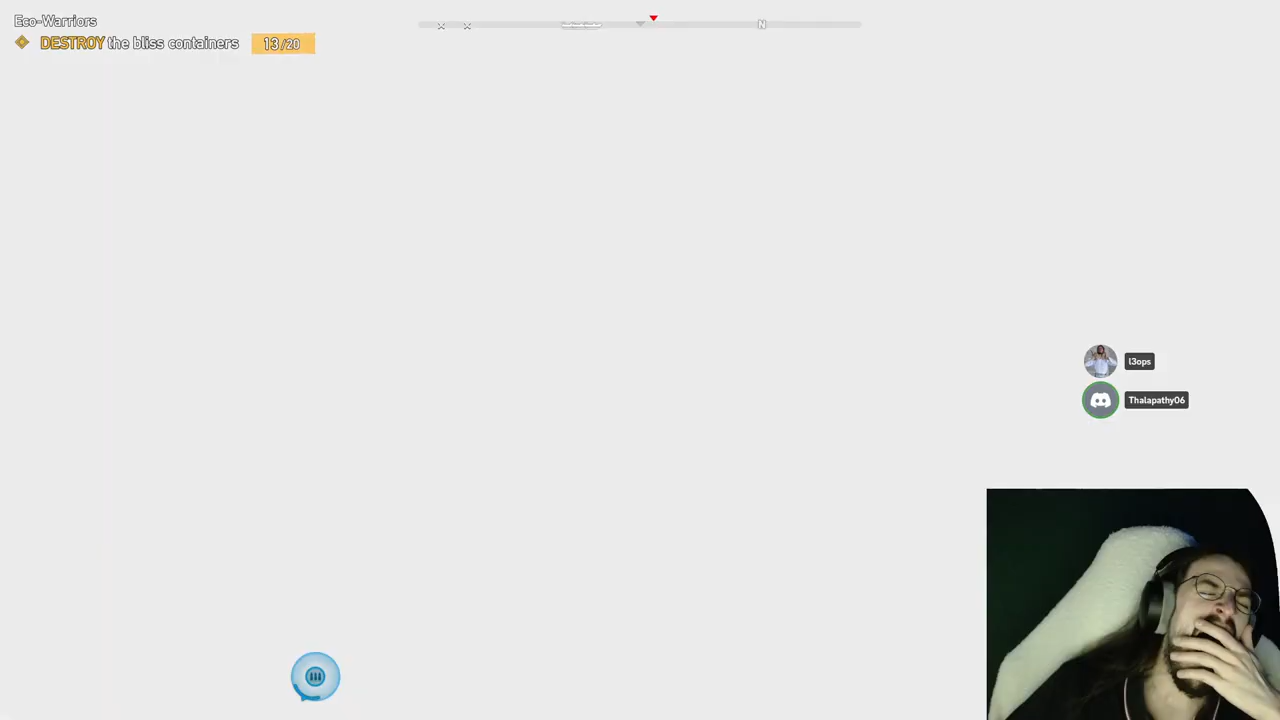 Eco-Warriors
DESTROY the bliss containers 13/20
N
l3ops
Thalapathy06